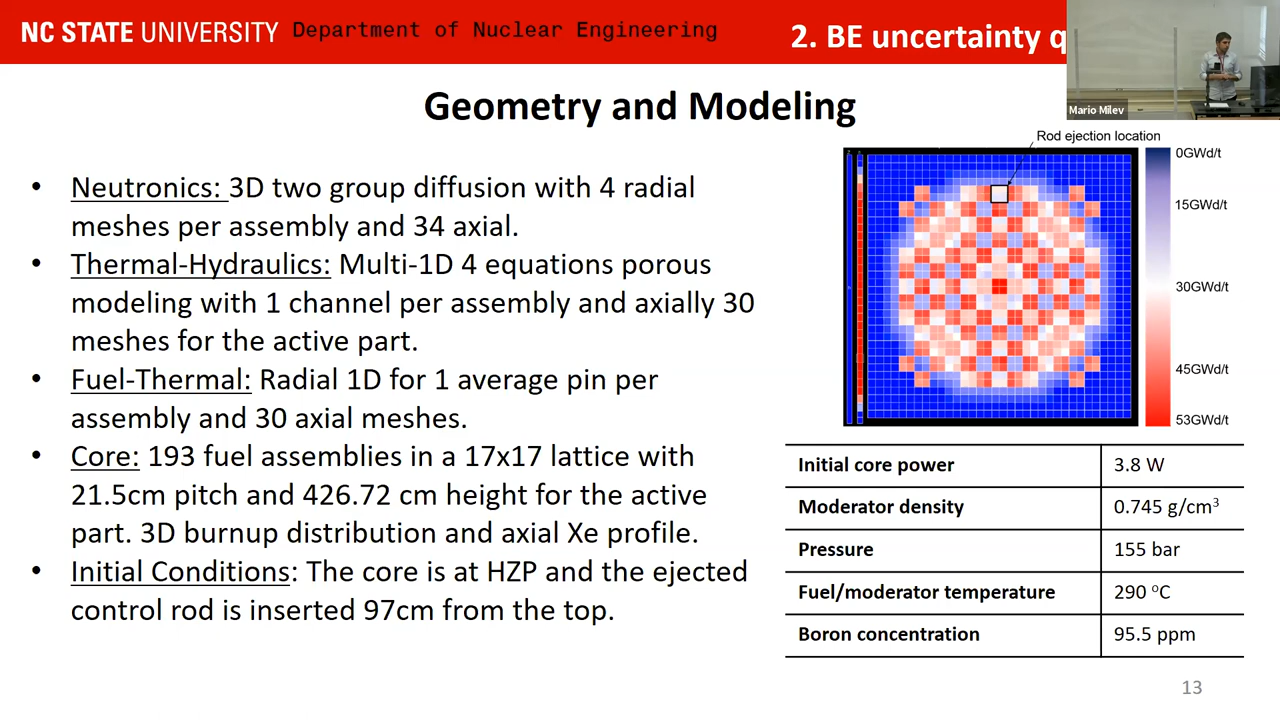 NC STATE UNIVERSITY Department of Nuclear Engineering
2. BE uncertainty q
Mario Milev
Geometry and Modeling
• Neutronics: 3D two group diffusion with 4 radial
meshes per assembly and 34 axial.
• Thermal-Hydraulics: Multi-1D 4 equations porous
modeling with 1 channel per assembly and axially 30
meshes for the active part.
• Fuel-Thermal: Radial 1D for 1 average pin per
assembly and 30 axial meshes.
• Core: 193 fuel assemblies in a 17x17 lattice with
21.5cm pitch and 426.72 cm height for the active
part. 3D burnup distribution and axial Xe profile.
• Initial Conditions: The core is at HZP and the ejected
control rod is inserted 97cm from the top.
Rod ejection location
0GWd/t
15GWd/t
30GWd/t
45GWd/t
53GWd/t
Initial core power 3.8 W
Moderator density 0.745 g/cm³
Pressure 155 bar
Fuel/moderator temperature 290 ᵒC
Boron concentration 95.5 ppm
13